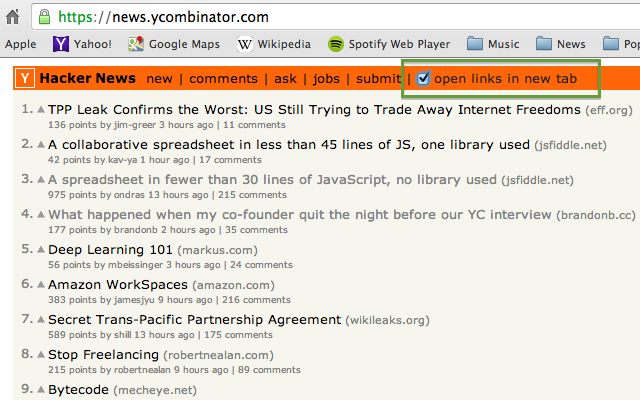 https://news.ycombinator.com
Apple Y! Yahoo! Google Maps W Wikipedia Spotify Web Player Music News Pop
Y Hacker News new | comments | ask | jobs | submit | open links in new tab
1. TPP Leak Confirms the Worst: US Still Trying to Trade Away Internet Freedoms (eff.org)
136 points by jim-greer 3 hours ago | 11 comments
2. A collaborative spreadsheet in less than 45 lines of JS, one library used (jsfiddle.net)
42 points by kav-ya 1 hour ago | 17 comments
3. A spreadsheet in fewer than 30 lines of JavaScript, no library used (jsfiddle.net)
975 points by ondras 13 hours ago | 215 comments
4. What happened when my co-founder quit the night before our YC interview (brandonb.cc)
177 points by brandonb 2 hours ago | 35 comments
5. Deep Learning 101 (markus.com)
56 points by mbeissinger 3 hours ago | 24 comments
6. Amazon WorkSpaces (amazon.com)
383 points by jamesjyu 9 hours ago | 216 comments
7. Secret Trans-Pacific Partnership Agreement (wikileaks.org)
589 points by shill 13 hours ago | 175 comments
8. Stop Freelancing (robertnealan.com)
215 points by robertnealan 9 hours ago | 89 comments
9. Bytecode (mecheye.net)